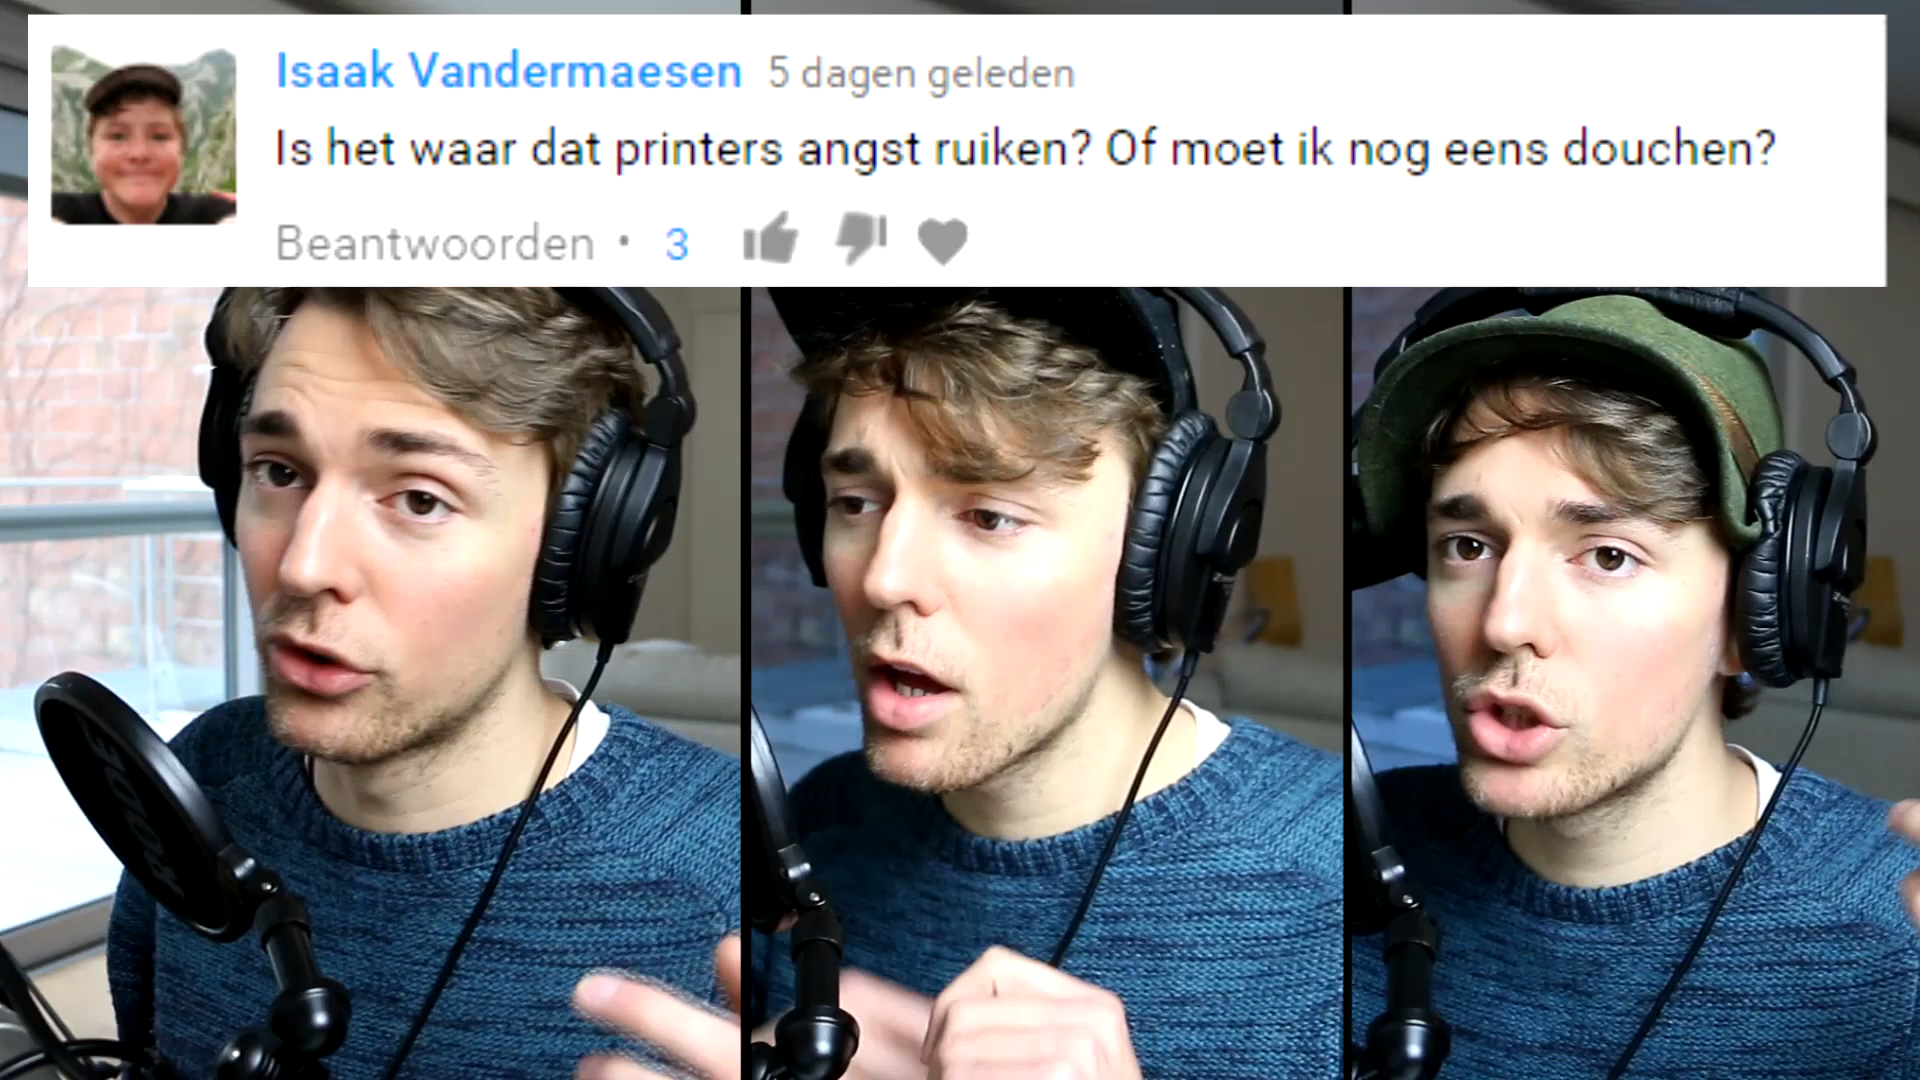 Isaak Vandermaesen 5 dagen geleden
Is het waar dat printers angst ruiken? Of moet ik nog eens douchen?
Beantwoorden • 3
RODE